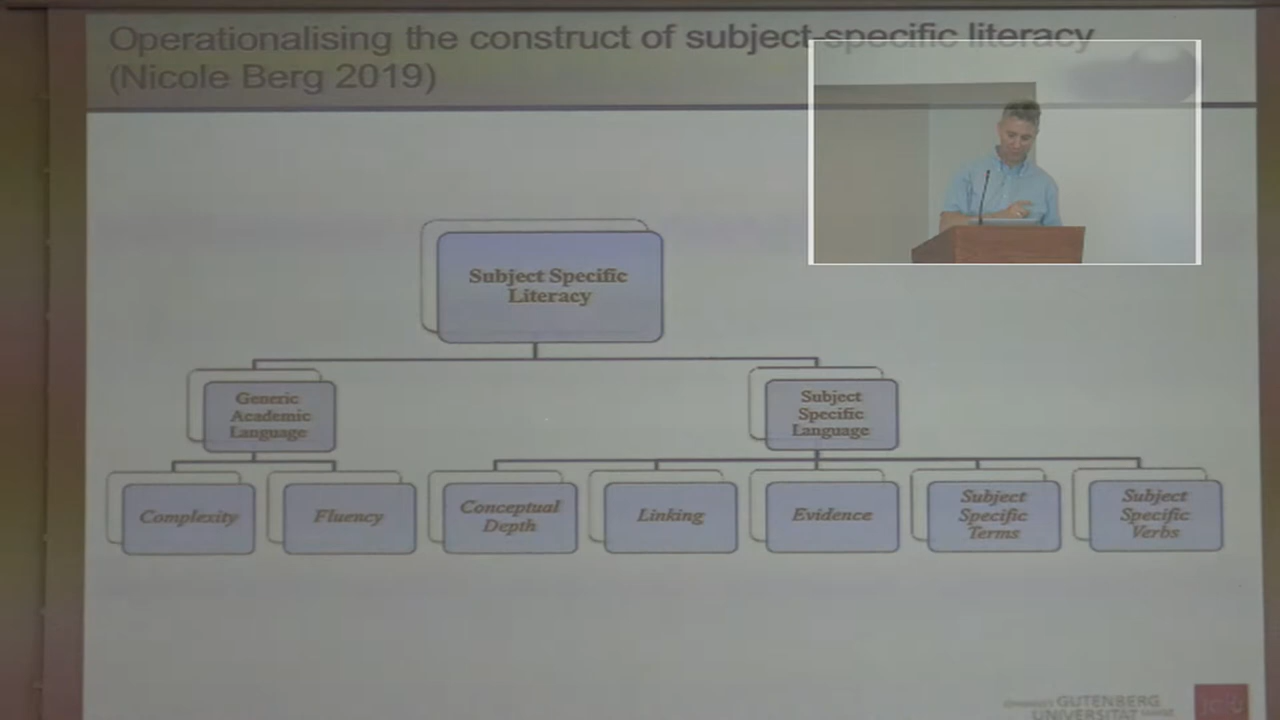 Operationalising the construct of subject-specific literacy
(Nicole Berg 2019)
Subject Specific
Literacy
Generic
Academic
Language
Subject
Specific
Language
Complexity
Fluency
Conceptual
Depth
Linking
Evidence
Subject
Specific
Terms
Subject
Specific
Verbs
GUTENBERG
UNIVERSITÄT